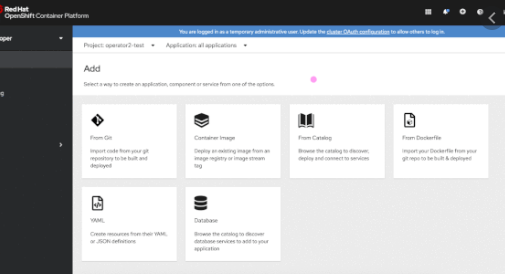 Red Hat
OpenShift Container Platform
You are logged in as a temporary administrative user. Update the cluster OAuth configuration to allow others to log in.
oper
Project: operator2-test
Application: all applications
Add
Select a way to create an application, component or service from one of the options.
From Git
Import code from your git
repository to be built and
deployed
Container Image
Deploy an existing image from an
image registry or image stream
tag
From Catalog
Browse the catalog to discover,
deploy and connect to services
From Dockerfile
Import your Dockerfile from your
git repo to be built & deployed
YAML
Create resources from their YAML
or JSON definitions
Database
Browse the catalog to discover
database services to add to your
application